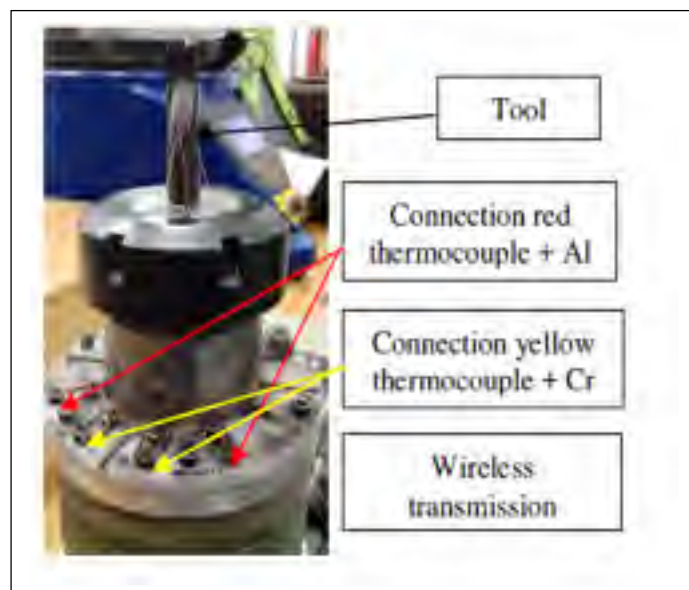 Tool
Connection red
thermocouple + Al
Connection yellow
thermocouple + Cr
Wireless
transmission